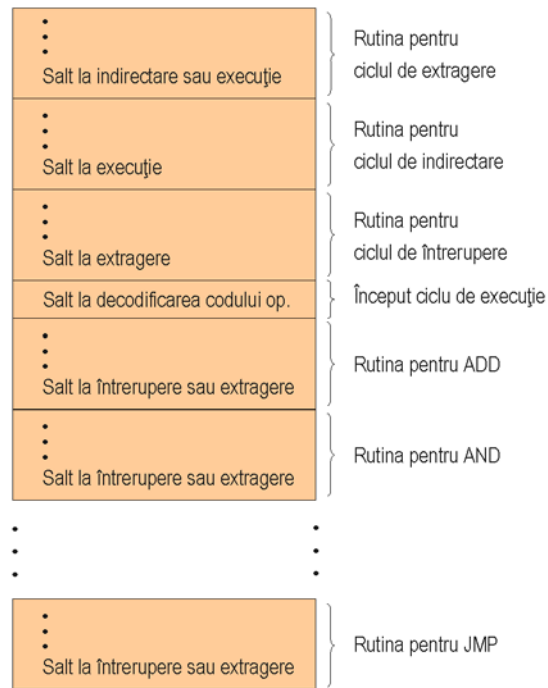 Rutina pentru
ciclul de extragere
Salt la indirectare sau execuţie
Rutina pentru
ciclul de indirectare
Salt la execuţie
Rutina pentru
ciclul de întrerupere
Salt la extragere
Salt la decodificarea codului op.
Început ciclu de execuţie
Rutina pentru ADD
Salt la întrerupere sau extragere
Rutina pentru AND
Salt la întrerupere sau extragere
Rutina pentru JMP
Salt la întrerupere sau extragere